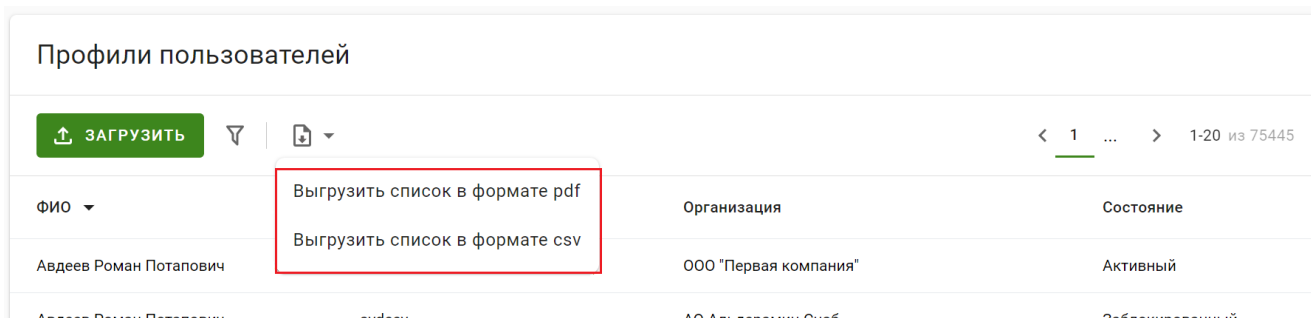 Профили пользователей
ЗАГРУЗИТЬ
1 ... 1-20 из 75445
Выгрузить список в формате pdf
ФИО Организация Состояние
Выгрузить список в формате csv
Авдеев Роман Потапович ООО "Первая компания" Активный